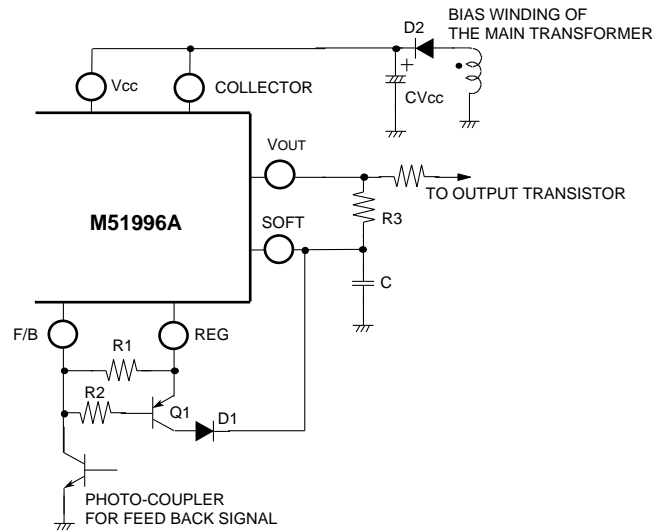 D2
BIAS WINDING OF
THE MAIN TRANSFORMER
Vcc
COLLECTOR
+
CVcc
VOUT
TO OUTPUT TRANSISTOR
M51996A
R3
SOFT
C
F/B
REG
R1
R2
Q1
D1
PHOTO-COUPLER
FOR FEED BACK SIGNAL